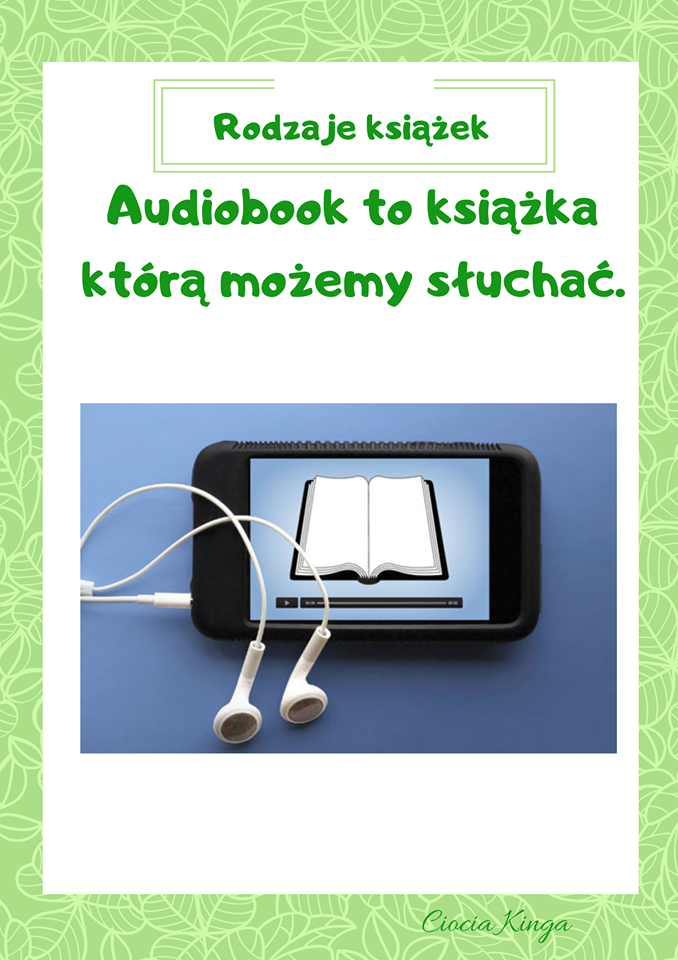 Rodzaje książek
Audiobook to książka
którą możemy słuchać.
Ciocia Kinga